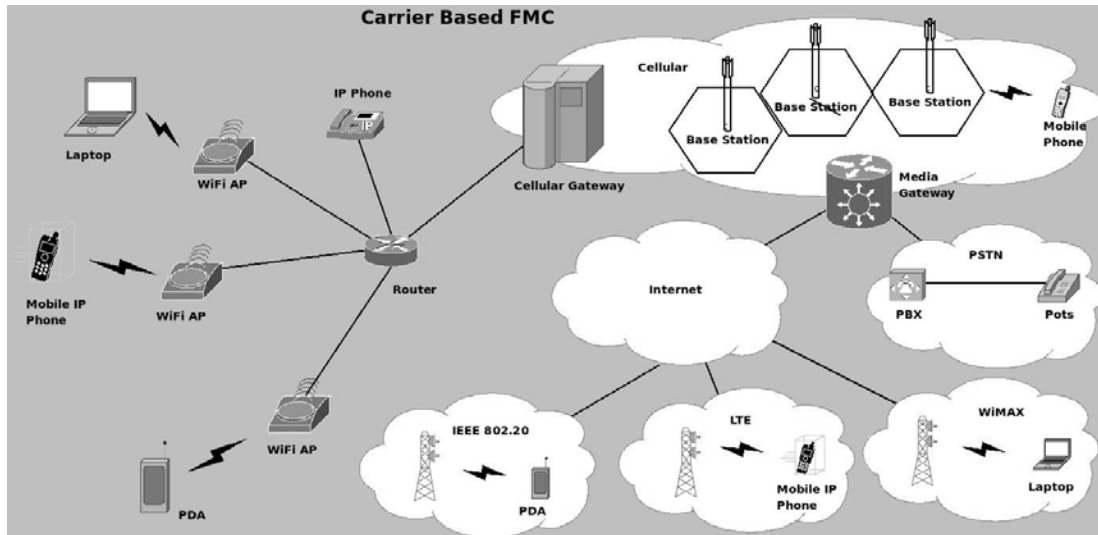 Carrier Based FMC
Cellular
Base Station
Base Station
Base Station
Mobile
Phone
IP Phone
IP
Laptop
WiFi AP
Cellular Gateway
Media
Gateway
Mobile IP
Phone
WiFi AP
Router
Internet
PSTN
PBX
Pots
WiFi AP
PDA
IEEE 802.20
PDA
LTE
Mobile IP
Phone
WiMAX
Laptop